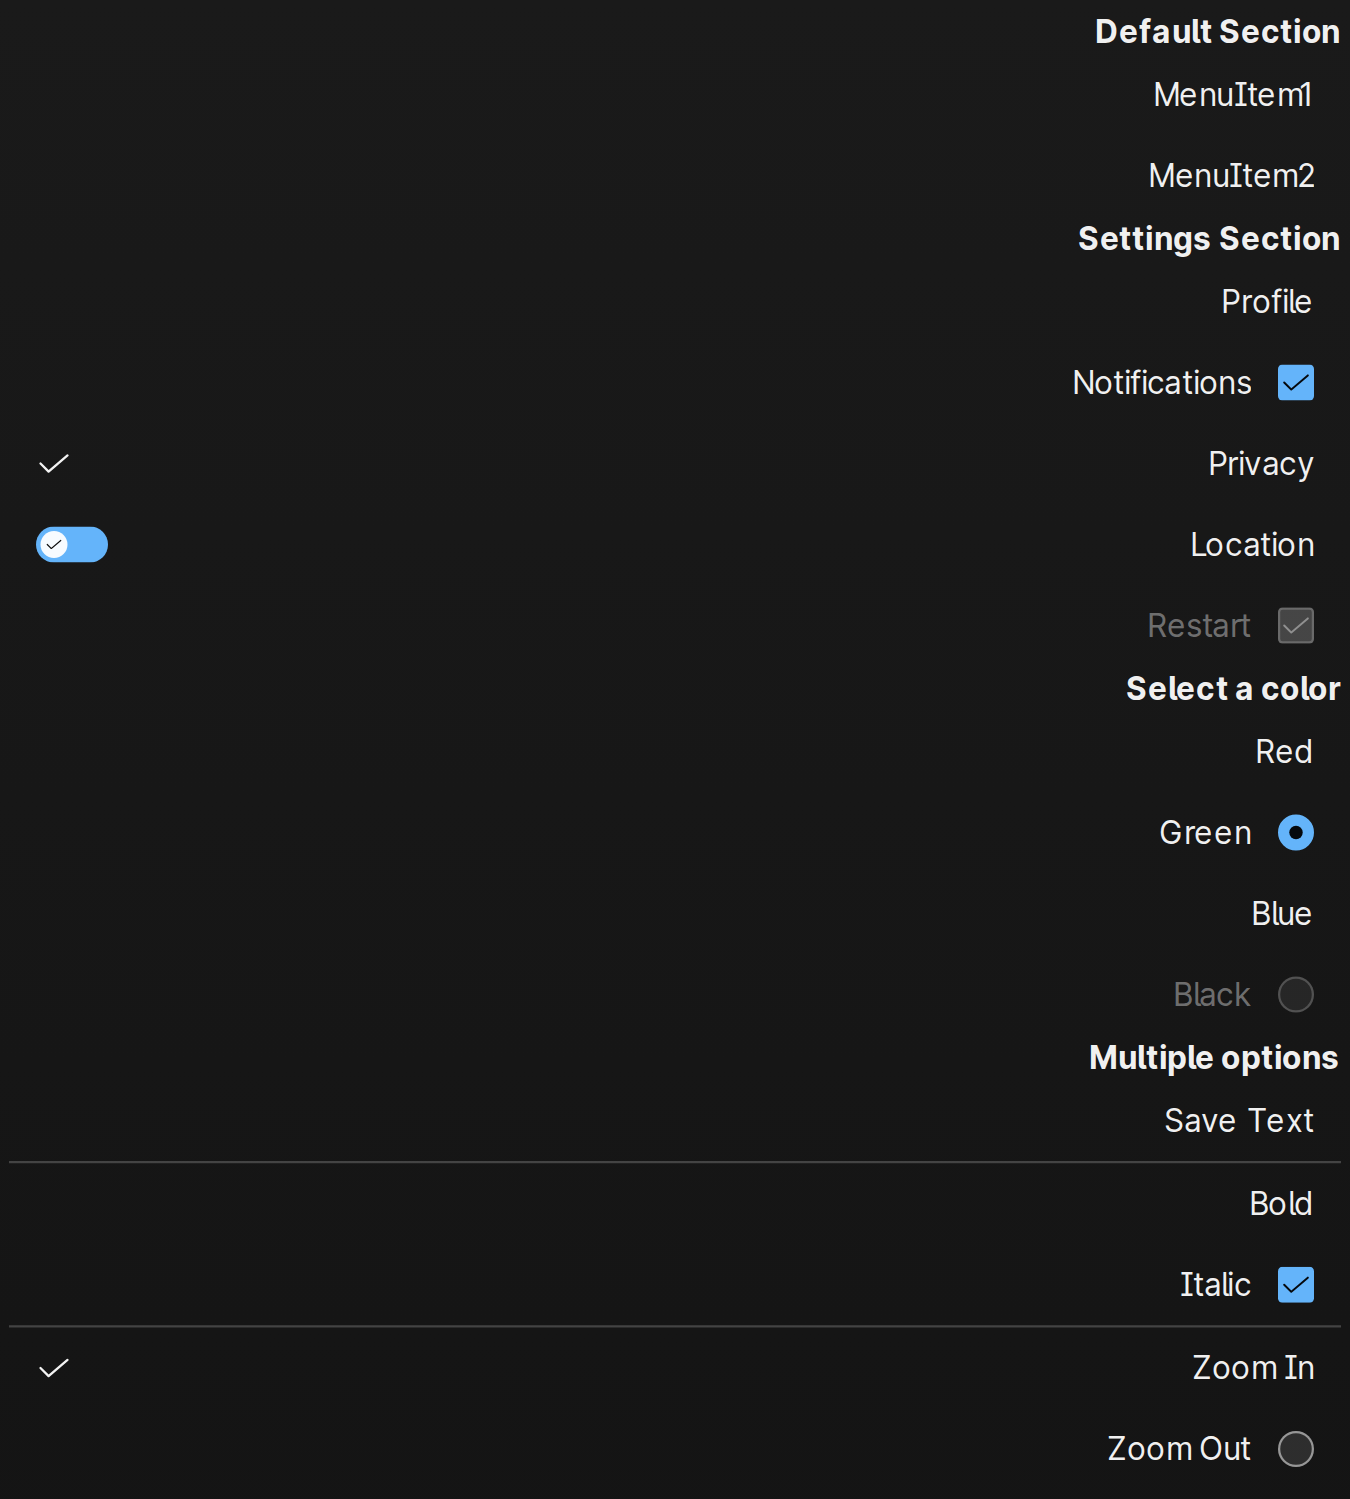 Default Section
MenuItem1
MenuItem2
Settings Section
Profile
Notifications
Privacy
Location
Restart
Select a color
Red
Green
Blue
Black
Multiple options
Save Text
Bold
Italic
Zoom In
Zoom Out